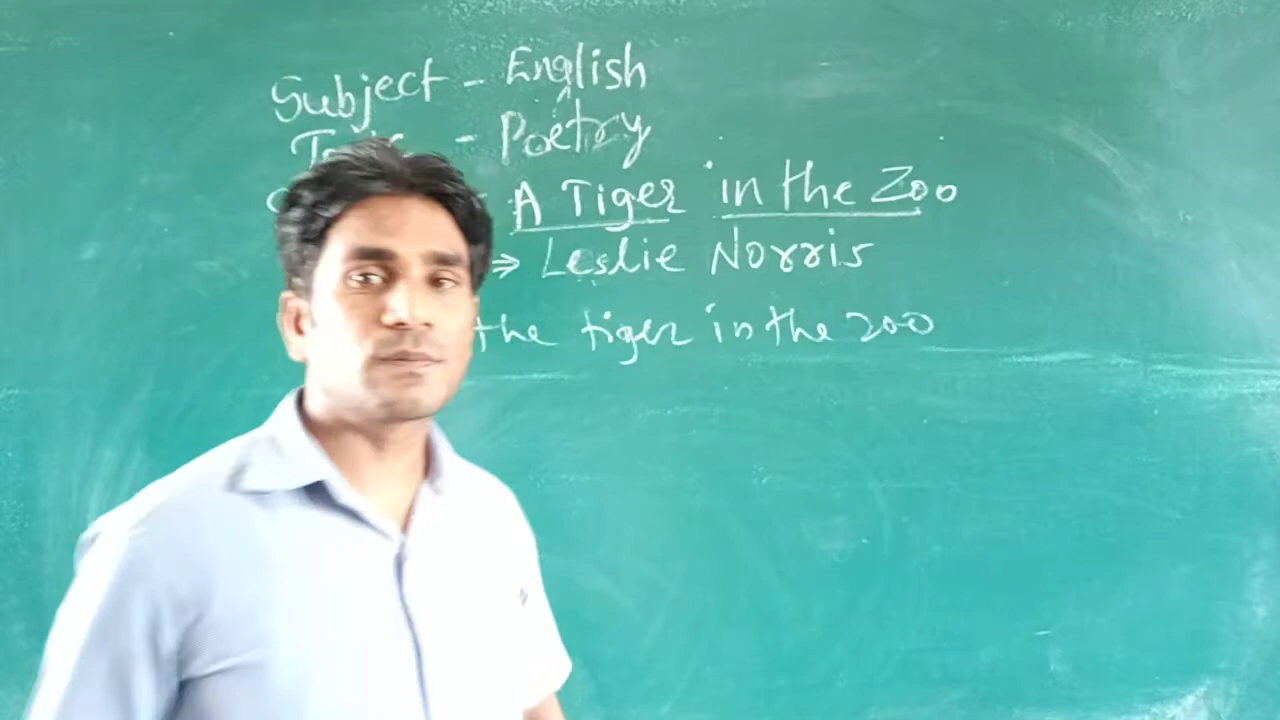 Subject - English
- Poetry
A Tiger in the Zoo
⇒ Leslie Norris
the tiger in the zoo